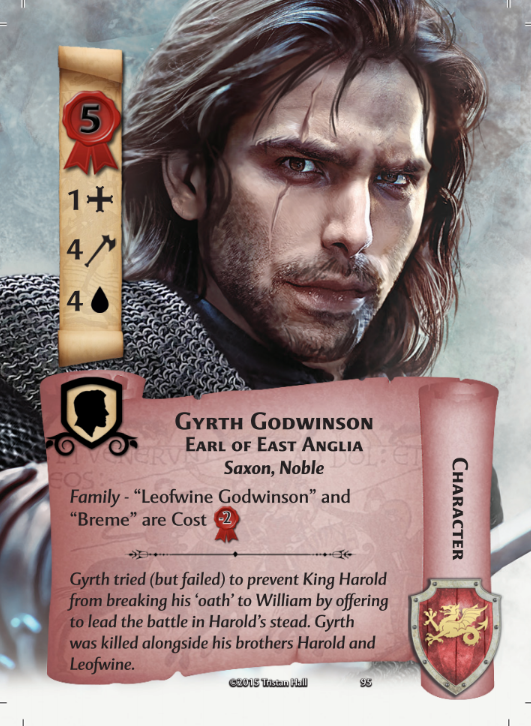 5
1
4
4
Gyrth Godwinson
Earl of East Anglia
Saxon, Noble
Family - “Leofwine Godwinson” and
“Breme” are Cost -2
Gyrth tried (but failed) to prevent King Harold
from breaking his ‘oath’ to William by offering
to lead the battle in Harold’s stead. Gyrth
was killed alongside his brothers Harold and
Leofwine.
Character
©2015 Tristan Hall 95